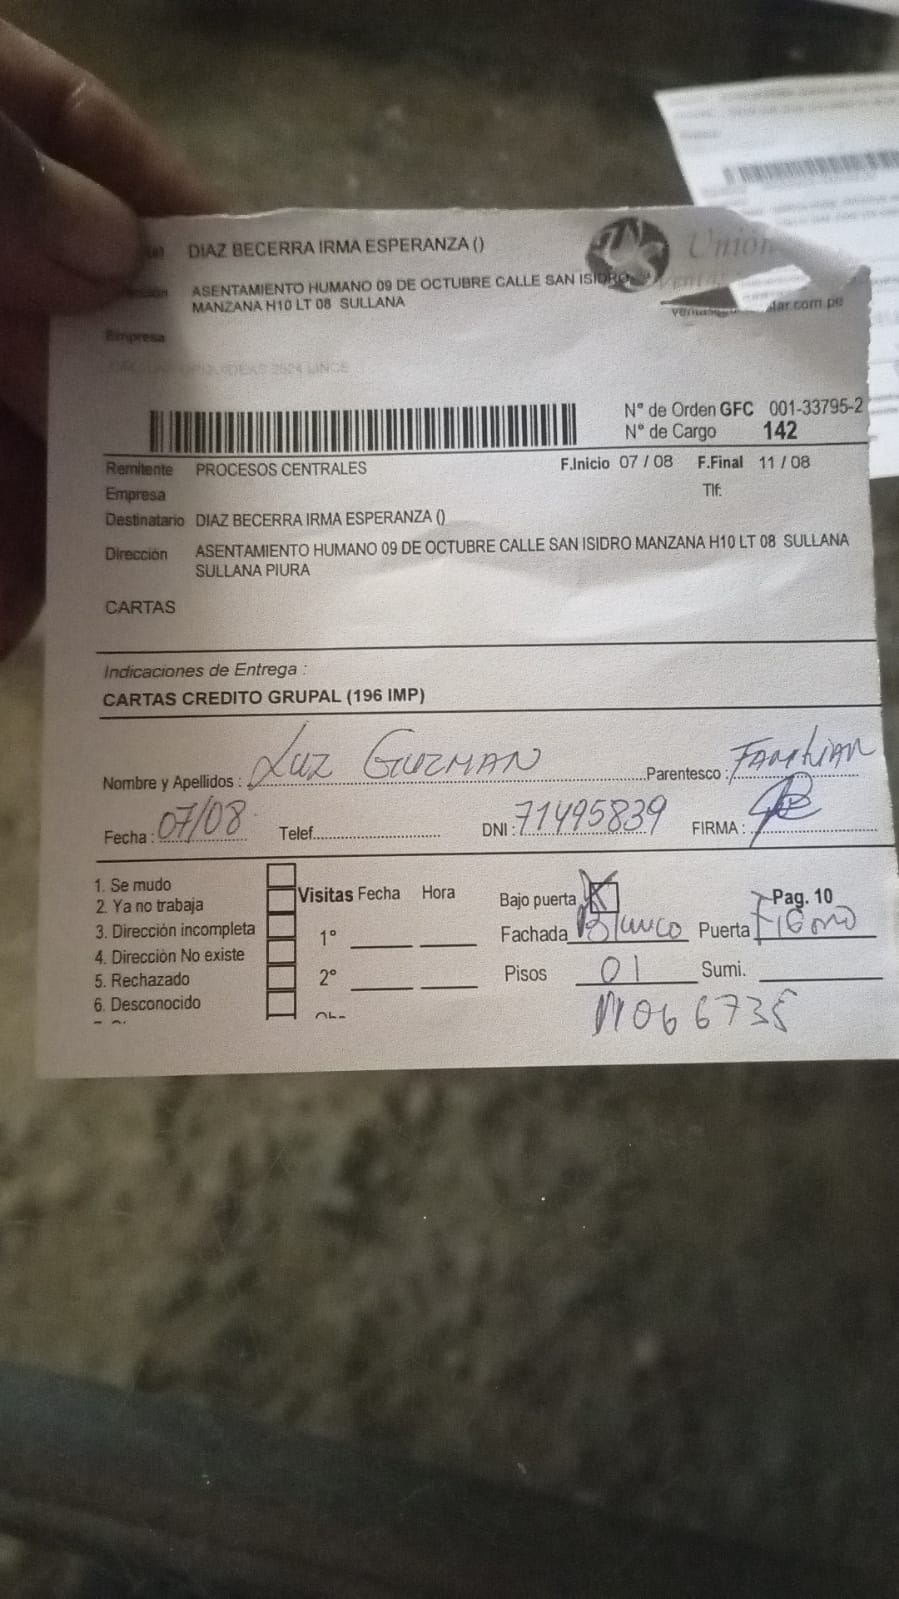 DIAZ BECERRA IRMA ESPERANZA ()
Unión
ASENTAMIENTO HUMANO 09 DE OCTUBRE CALLE SAN ISIDRO
MANZANA H10 LT 08 SULLANA
tar.com.pe
Empresa
2524 LINCE
N° de Orden GFC 001-33795-2
N° de Cargo 142
Remitente PROCESOS CENTRALES
F.Inicio 07 / 08 F.Final 11 / 08
Empresa
Tlf:
Destinatario DIAZ BECERRA IRMA ESPERANZA ()
Dirección ASENTAMIENTO HUMANO 09 DE OCTUBRE CALLE SAN ISIDRO MANZANA H10 LT 08 SULLANA
SULLANA PIURA
CARTAS
Indicaciones de Entrega :
CARTAS CREDITO GRUPAL (196 IMP)
Nombre y Apellidos : Luz GUZMAN Parentesco : FAMILIAR
Fecha : 07/08 Telef. DNI : 71495839 FIRMA :
1. Se mudo
2. Ya no trabaja
3. Dirección incompleta
4. Dirección No existe
5. Rechazado
6. Desconocido
Visitas Fecha Hora
1°
2°
Bajo puerta X Pag. 10
Fachada Blanco Puerta
Pisos 01 Sumi.
066735